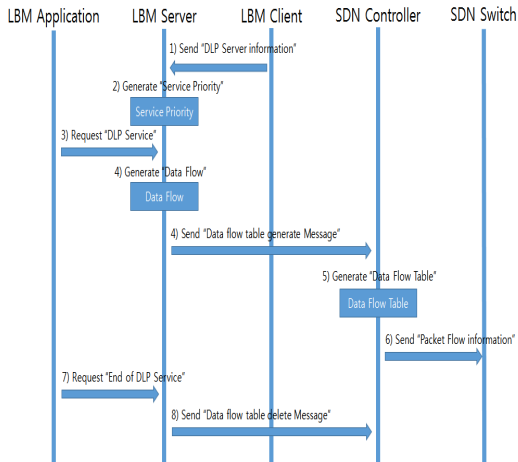 LBM Application LBM Server LBM Client SDN Controller SDN Switch
1) Send “DLP Server information”
2) Generate “Service Priority”
Service Priority
3) Request “DLP Service”
4) Generate “Data Flow”
Data Flow
4) Send “Data flow table generate Message”
5) Generate “Data Flow Table”
Data Flow Table
6) Send “Packet Flow information”
7) Request “End of DLP Service”
8) Send “Data flow table delete Message”